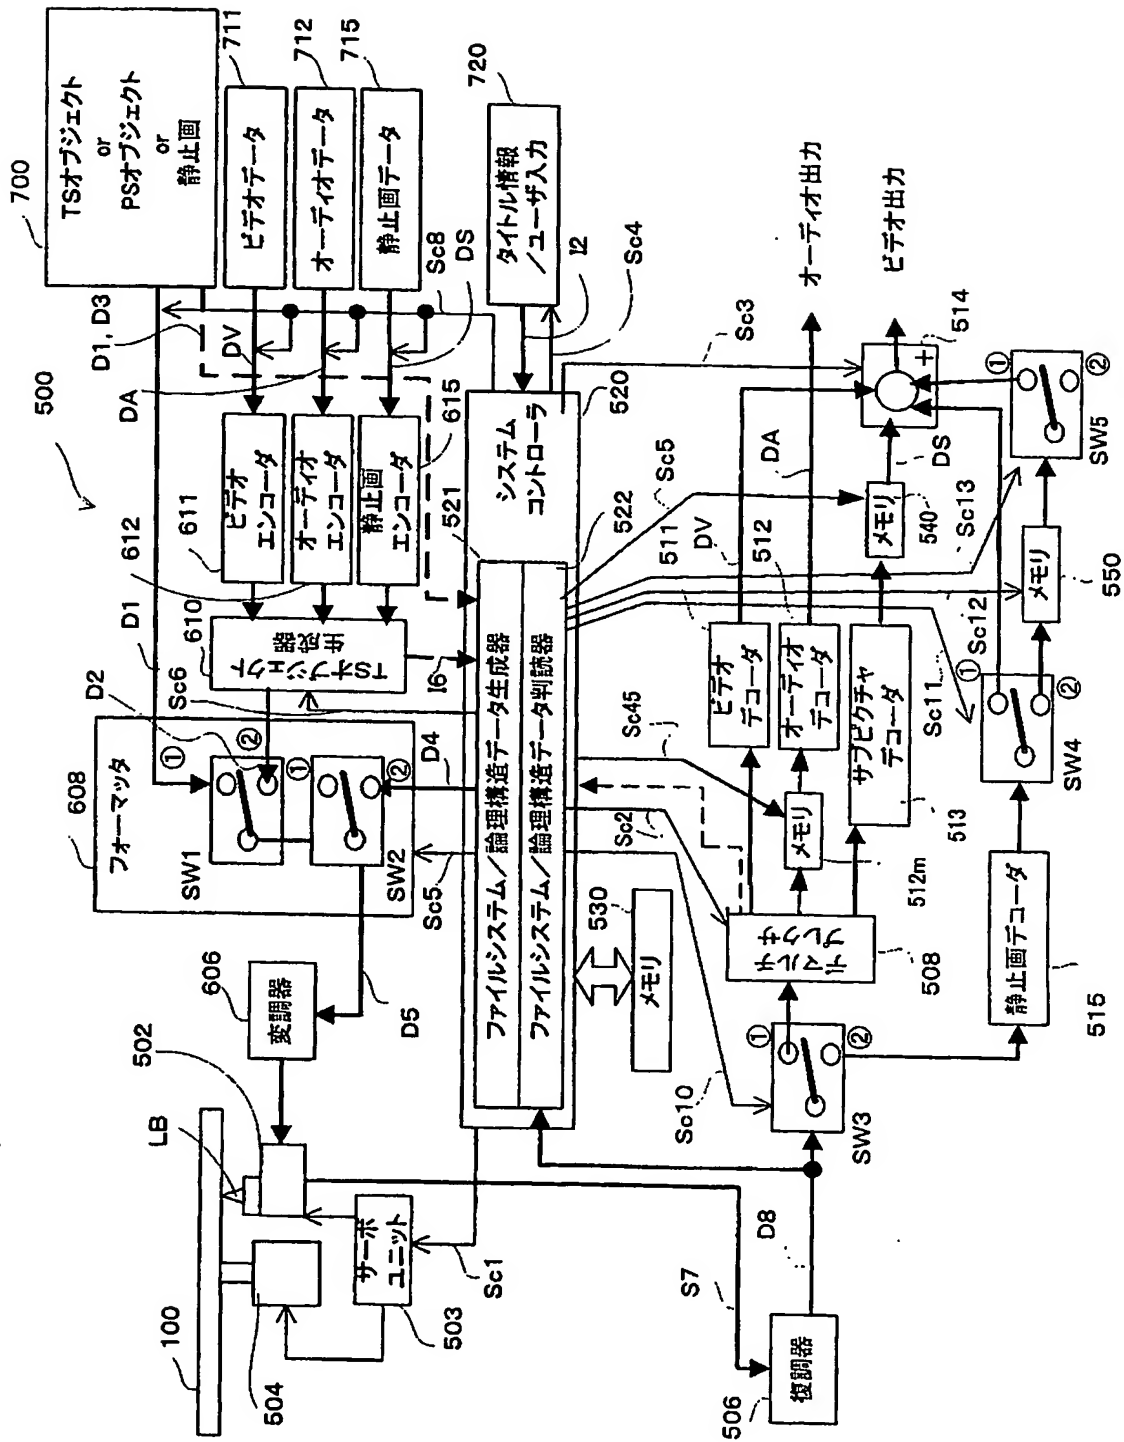 500
700
TSオブジェクト
or
PSオブジェクト
or
静止画
711
ビデオデータ
712
オーディオデータ
715
静止画データ
720
タイトル情報
/ユーザ入力
I2
Sc4
Sc8
DS
D1, D3
DV
DA
611
ビデオ
エンコーダ
612
オーディオ
エンコーダ
615
静止画
エンコーダ
D1
610
TSオブジェクト
生成器
I6
Sc6
D2
608
フォーマッタ
①
②
SW1
①
②
SW2
D4
Sc5
D5
606
変調器
502
LB
100
504
サーボ
ユニット
503
Sc1
521
システム
コントローラ
520
522
ファイルシステム/論理構造データ生成器
ファイルシステム/論理構造データ判読器
530
メモリ
S7
506
復調器
D8
Sc10
SW3
①
②
デマルチ
プレクサ
508
Sc2
Sc45
メモリ
512m
511
ビデオ
デコーダ
DV
512
オーディオ
デコーダ
DA
サブピクチャ
デコーダ
513
Sc5
メモリ
540
DS
Sc3
514
+
オーディオ出力
ビデオ出力
静止画デコーダ
515
SW4
①
②
Sc11
Sc12
Sc13
メモリ
550
SW5
①
②